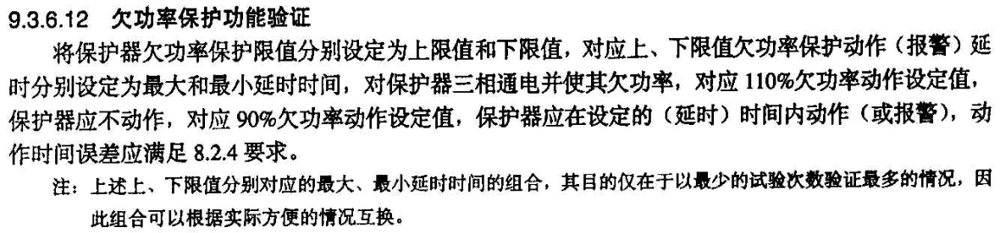 9.3.6.12 欠功率保护功能验证
将保护器欠功率保护限值分别设定为上限值和下限值，对应上、下限值欠功率保护动作（报警）延
时分别设定为最大和最小延时时间，对保护器三相通电并使其欠功率，对应 110%欠功率动作设定值，
保护器应不动作，对应 90%欠功率动作设定值，保护器应在设定的（延时）时间内动作（或报警），动
作时间误差应满足 8.2.4 要求。
注：上述上、下限值分别对应的最大、最小延时时间的组合，其目的仅在于以最少的试验次数验证最多的情况，因
此组合可以根据实际方便的情况互换。